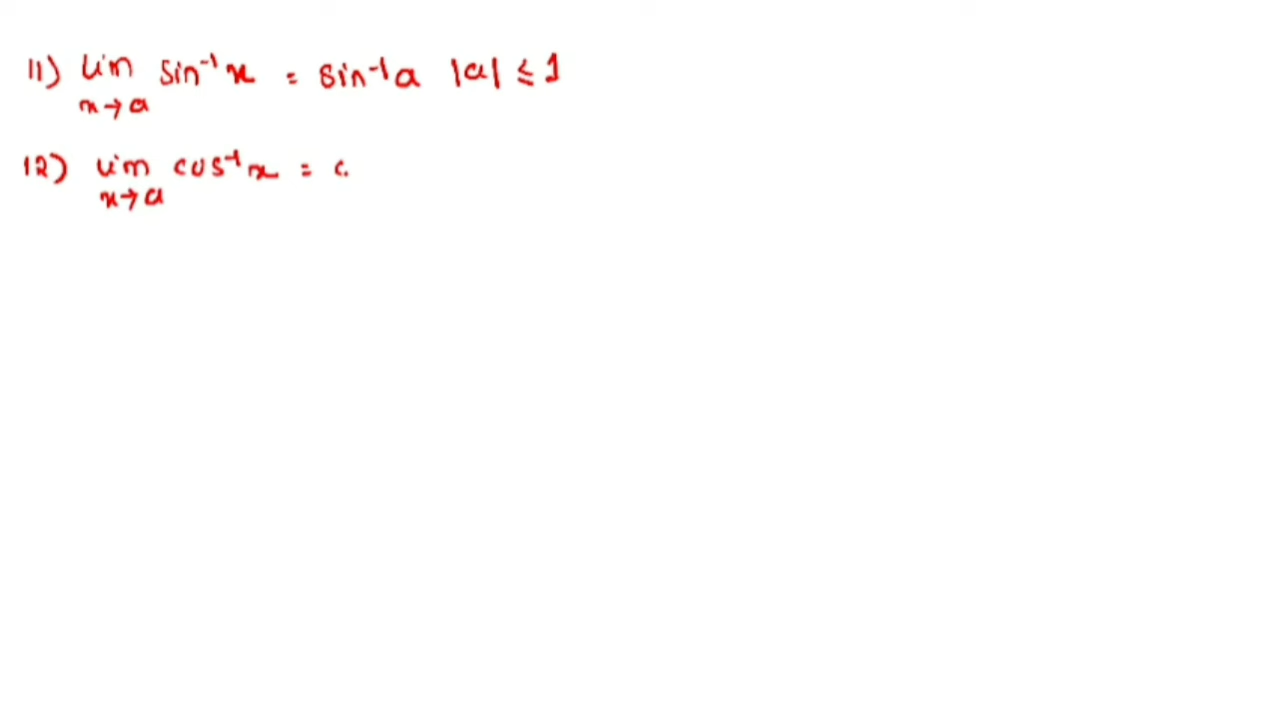 11) lim sin⁻¹x = sin⁻¹a |a| ≤ 1
x→a
12) lim cos⁻¹x = c
x→a